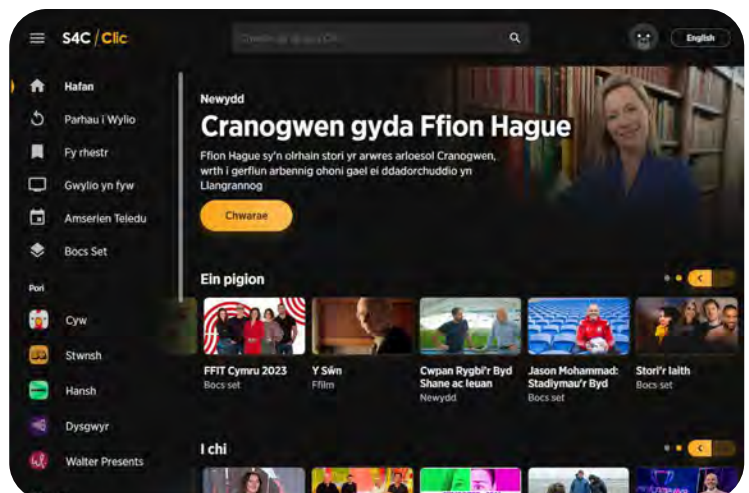 S4C / Clic
English
Hafan
Parhau i Wylio
Fy rhestr
Gwylio yn fyw
Amserlen Teledu
Bocs Set
Pori
Cyw
Stwnsh
Hansh
Dysgwyr
Walter Presents
Newydd
Cranogwen gyda Ffion Hague
Ffion Hague sy'n olrhain stori yr arwres arloesol Cranogwen,
wrth i gerflun arbennig ohoni gael ei ddadorchuddio yn
Llangrannog
Chwarae
Ein pigion
FFIT Cymru 2023
Bocs set
Y Sŵn
Ffilm
Cwpan Rygbi'r Byd
Shane ac Ieuan
Newydd
Jason Mohammad:
Stadiymau'r Byd
Bocs set
Stori'r Iaith
Bocs set
I chi